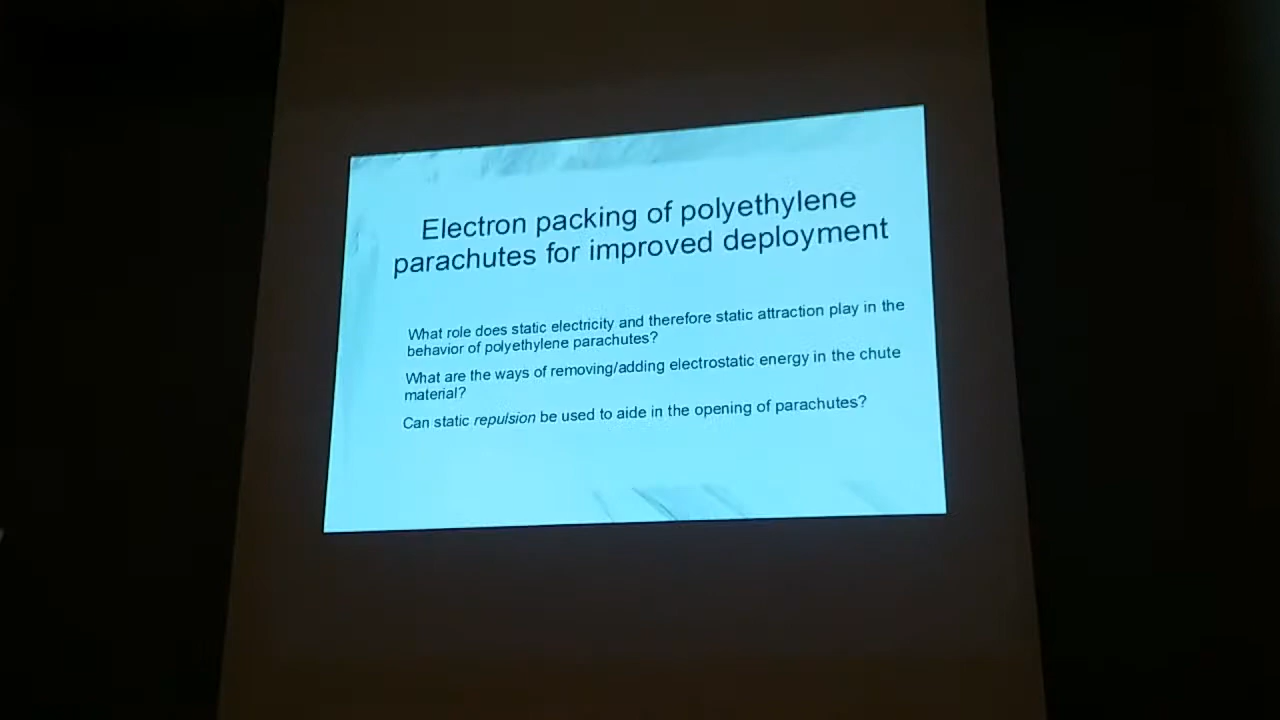 Electron packing of polyethylene
parachutes for improved deployment
What role does static electricity and therefore static attraction play in the
behavior of polyethylene parachutes?
What are the ways of removing/adding electrostatic energy in the chute
material?
Can static repulsion be used to aide in the opening of parachutes?